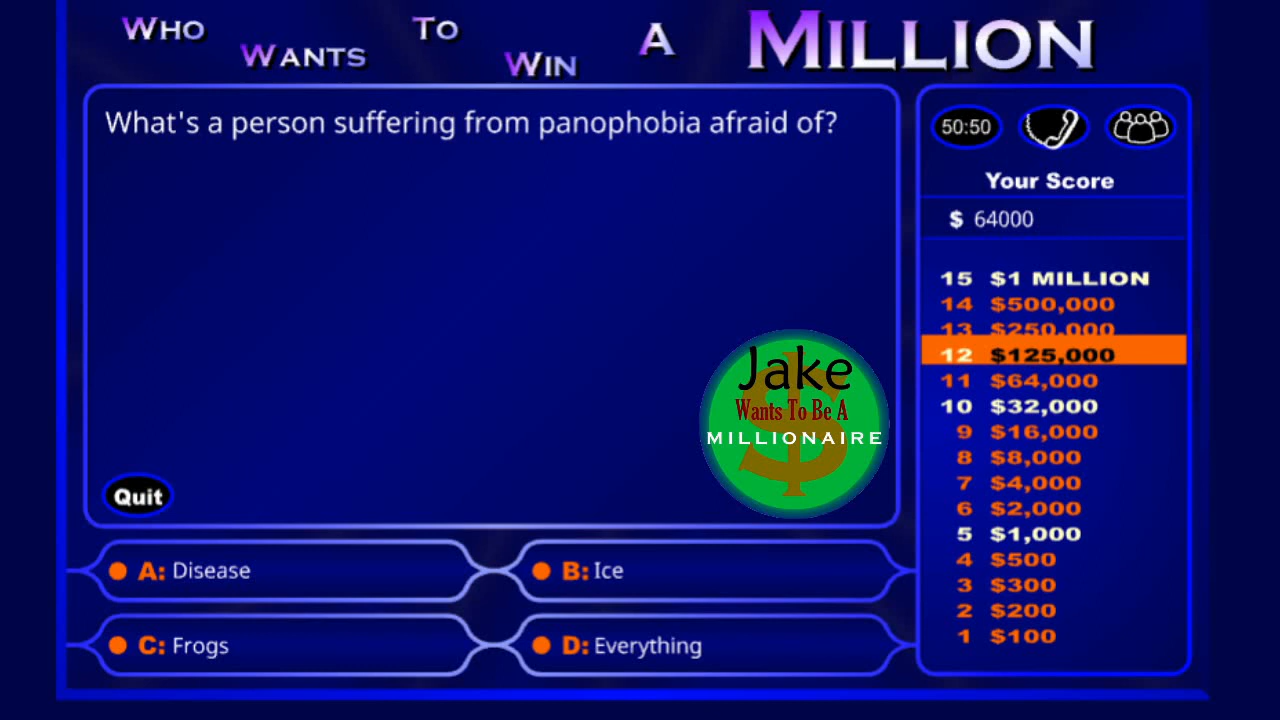 WHO WANTS TO WIN A MILLION
What's a person suffering from panophobia afraid of?
50:50
Your Score
$ 64000
15 $1 MILLION
14 $500,000
13 $250,000
12 $125,000
11 $64,000
10 $32,000
9 $16,000
8 $8,000
7 $4,000
6 $2,000
5 $1,000
4 $500
3 $300
2 $200
1 $100
$
Jake
Wants To Be A
MILLIONAIRE
Quit
A: Disease
B: Ice
C: Frogs
D: Everything